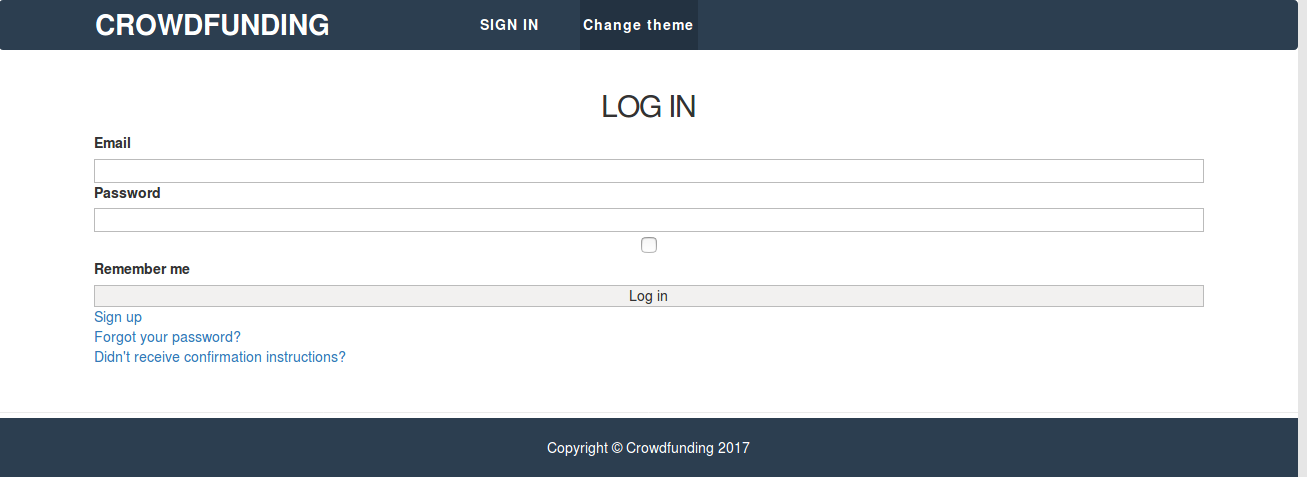 CROWDFUNDING SIGN IN Change theme
LOG IN
Email
Password
Remember me
Log in
Sign up
Forgot your password?
Didn't receive confirmation instructions?
Copyright © Crowdfunding 2017